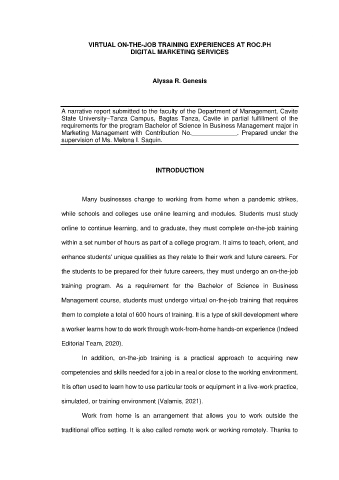 VIRTUAL ON-THE-JOB TRAINING EXPERIENCES AT ROC.PH
DIGITAL MARKETING SERVICES
Alyssa R. Genesis
A narrative report submitted to the faculty of the Department of Management, Cavite
State University–Tanza Campus, Bagtas Tanza, Cavite in partial fulfillment of the
requirements for the program Bachelor of Science in Business Management major in
Marketing Management with Contribution No.______________. Prepared under the
supervision of Ms. Melona I. Saquin.
INTRODUCTION
Many businesses change to working from home when a pandemic strikes,
while schools and colleges use online learning and modules. Students must study
online to continue learning, and to graduate, they must complete on-the-job training
within a set number of hours as part of a college program. It aims to teach, orient, and
enhance students' unique qualities as they relate to their work and future careers. For
the students to be prepared for their future careers, they must undergo an on-the-job
training program. As a requirement for the Bachelor of Science in Business
Management course, students must undergo virtual on-the-job training that requires
them to complete a total of 600 hours of training. It is a type of skill development where
a worker learns how to do work through work-from-home hands-on experience (Indeed
Editorial Team, 2020).
In addition, on-the-job training is a practical approach to acquiring new
competencies and skills needed for a job in a real or close to the working environment.
It is often used to learn how to use particular tools or equipment in a live-work practice,
simulated, or training environment (Valamis, 2021).
Work from home is an arrangement that allows you to work outside the
traditional office setting. It is also called remote work or working remotely. Thanks to